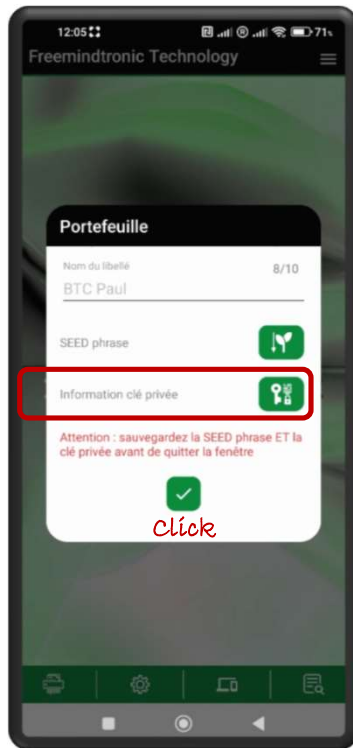 12:05
71%
Freemindtronic Technology
Portefeuille
Nom du libellé
8/10
BTC Paul
SEED phrase
Information clé privée
Attention : sauvegardez la SEED phrase ET la
clé privée avant de quitter la fenêtre
Click